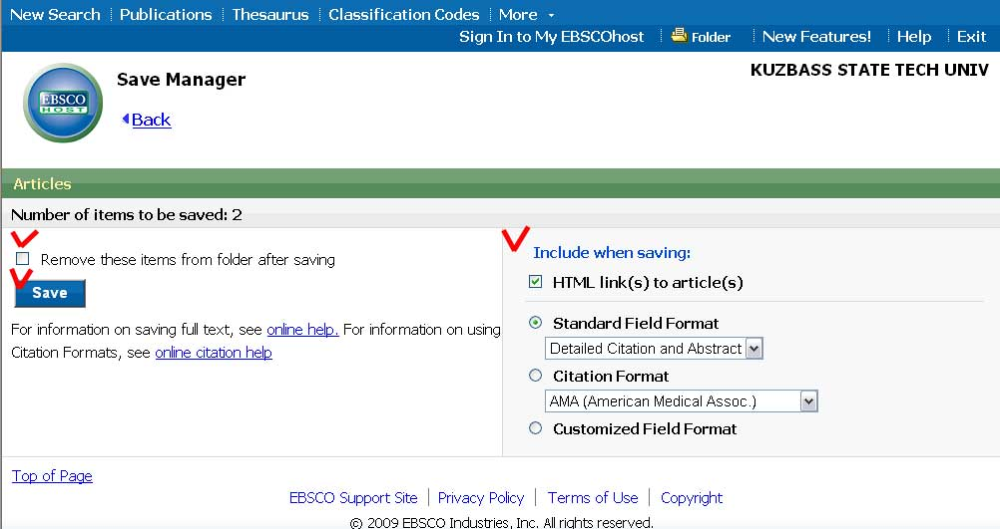 New Search Publications Thesaurus Classification Codes More
Sign In to My EBSCOhost Folder New Features! Help Exit
EBSCO
HOST
Save Manager
KUZBASS STATE TECH UNIV
Back
Articles
Number of items to be saved: 2
Remove these items from folder after saving
Save
For information on saving full text, see online help. For information on using
Citation Formats, see online citation help
Include when saving:
HTML link(s) to article(s)
Standard Field Format
Detailed Citation and Abstract
Citation Format
AMA (American Medical Assoc.)
Customized Field Format
Top of Page
EBSCO Support Site Privacy Policy Terms of Use Copyright
© 2009 EBSCO Industries, Inc. All rights reserved.